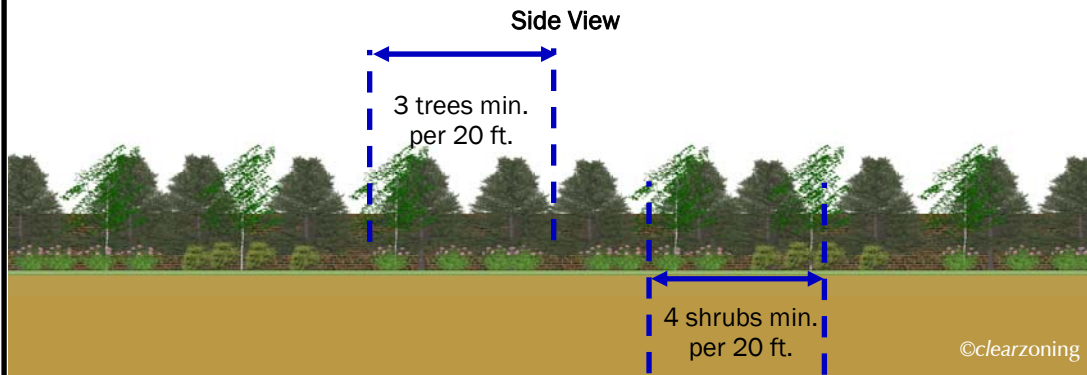 Side View
3 trees min.
per 20 ft.
4 shrubs min.
per 20 ft.
©clearzoning